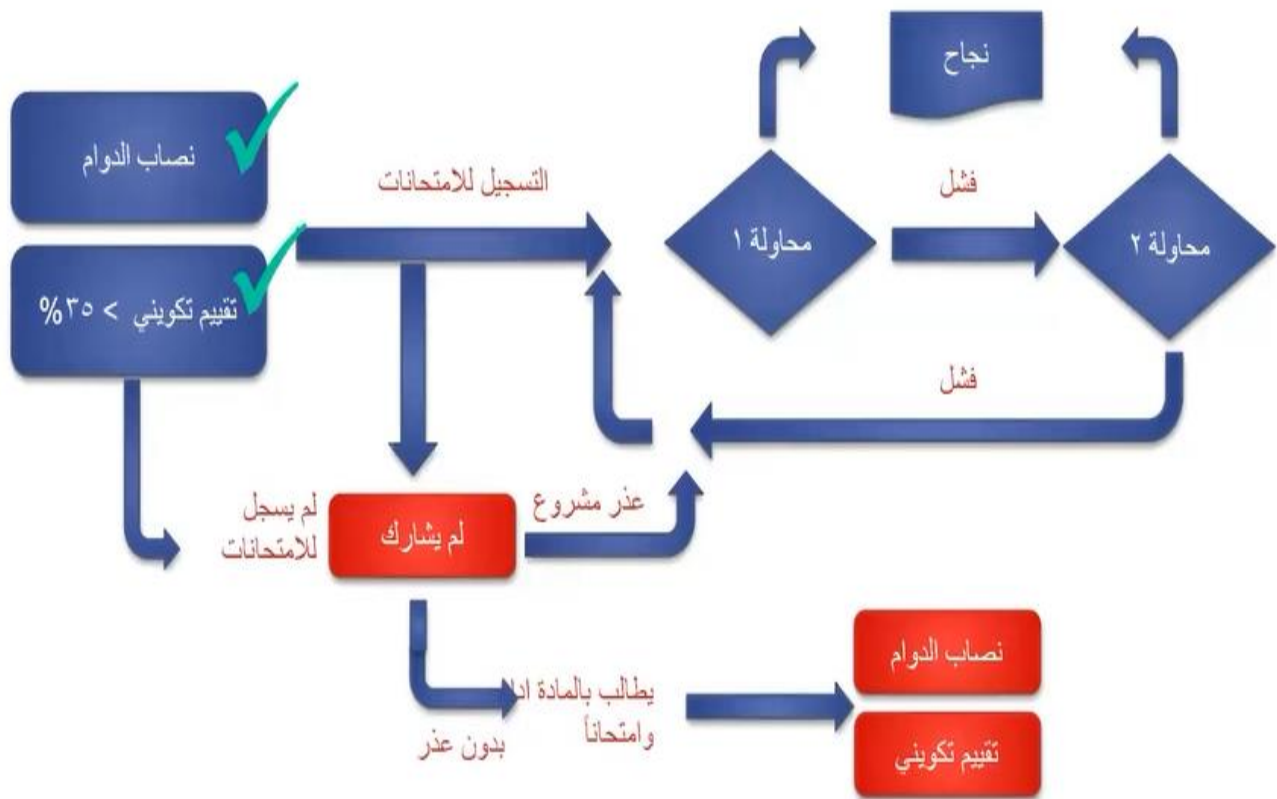 نجاح
نصاب الدوام
التسجيل للامتحانات
فشل
محاولة ١
محاولة ٢
تقييم تكويني > ٣٥%
فشل
لم يسجل
للامتحانات
لم يشارك
عذر مشروع
نصاب الدوام
يطالب بالمادة
وامتحاناً
بدون عذر
تقييم تكويني